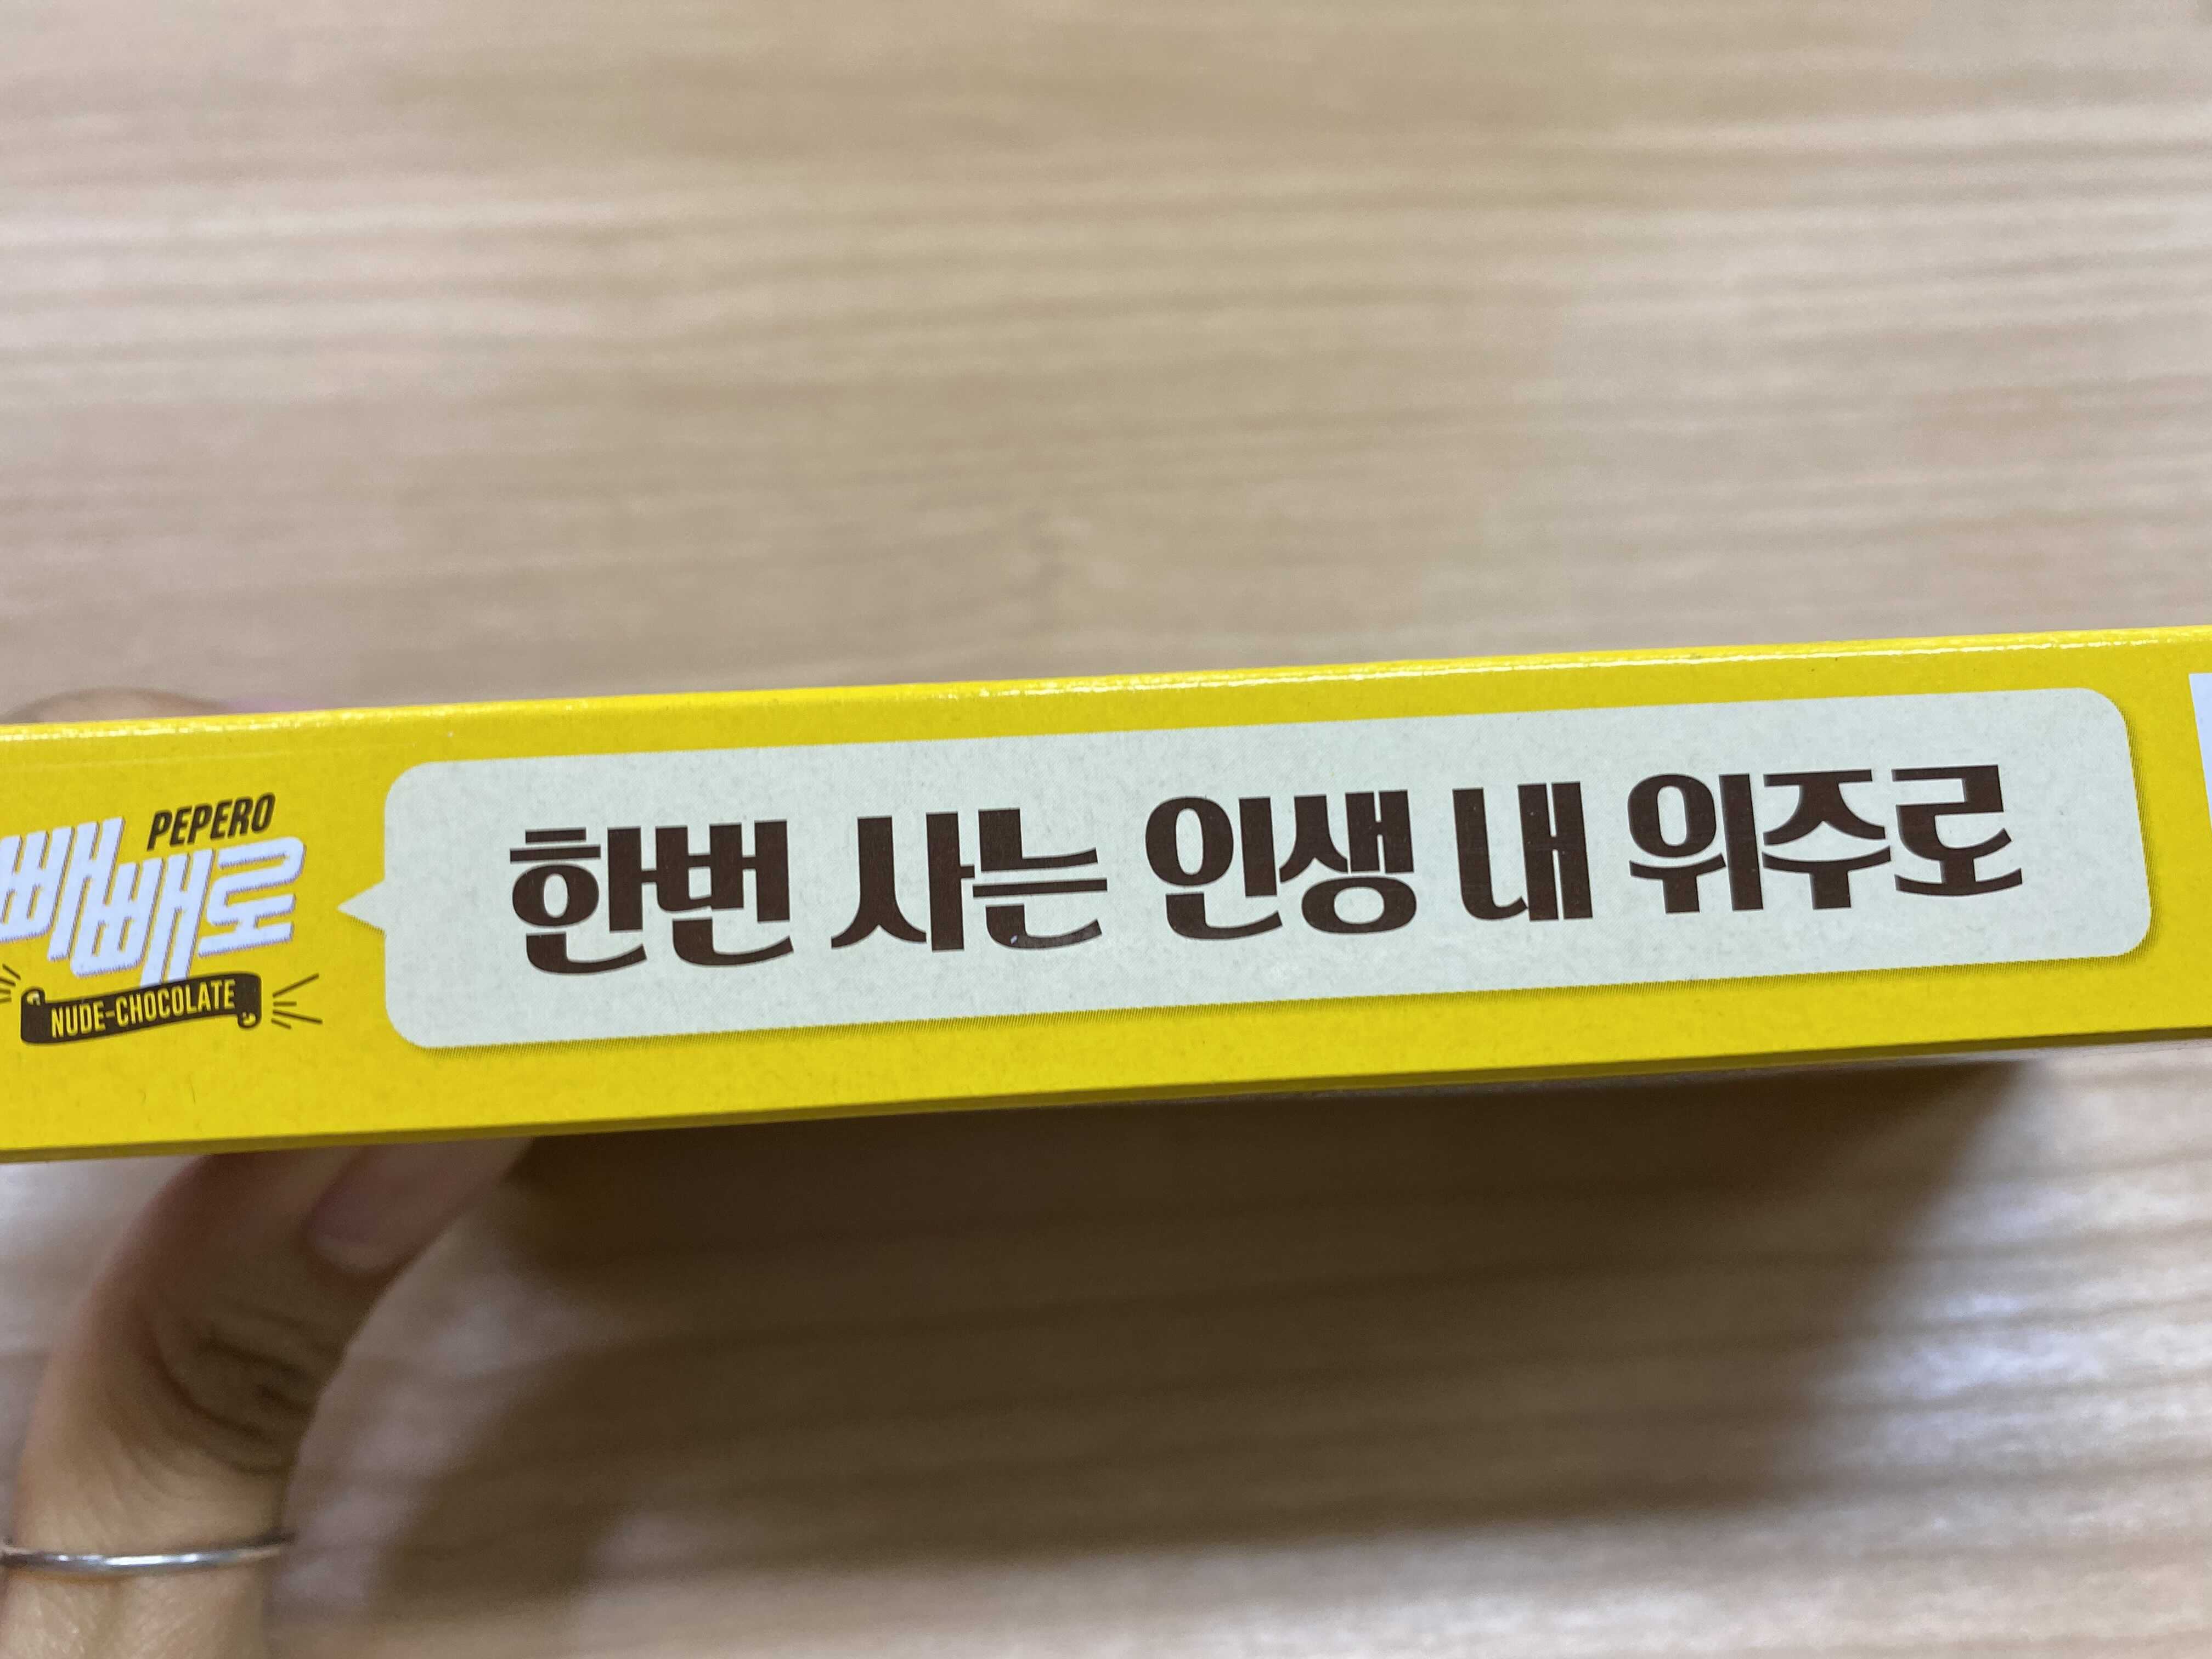 PEPERO
빼빼로
NUDE-CHOCOLATE
한번 사는 인생 내 위주로